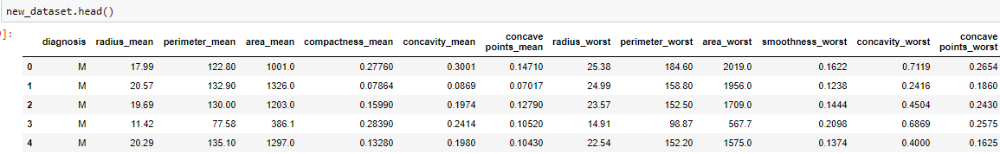 new_dataset.head()
]:
diagnosis radius_mean perimeter_mean area_mean compactness_mean concavity_mean concave points_mean radius_worst perimeter_worst area_worst smoothness_worst concavity_worst concave points_worst
0 M 17.99 122.80 1001.0 0.27760 0.3001 0.14710 25.38 184.60 2019.0 0.1622 0.7119 0.2654
1 M 20.57 132.90 1326.0 0.07864 0.0869 0.07017 24.99 158.80 1956.0 0.1238 0.2416 0.1860
2 M 19.69 130.00 1203.0 0.15990 0.1974 0.12790 23.57 152.50 1709.0 0.1444 0.4504 0.2430
3 M 11.42 77.58 386.1 0.28390 0.2414 0.10520 14.91 98.87 567.7 0.2098 0.6869 0.2575
4 M 20.29 135.10 1297.0 0.13280 0.1980 0.10430 22.54 152.20 1575.0 0.1374 0.4000 0.1625